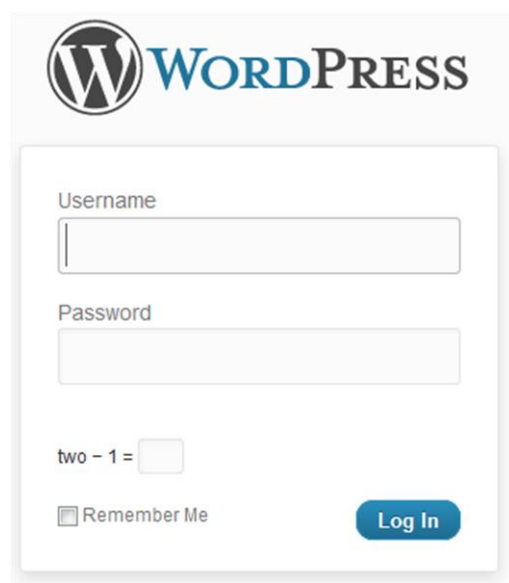 WORDPRESS
Username
Password
two − 1 =
Remember Me
Log In